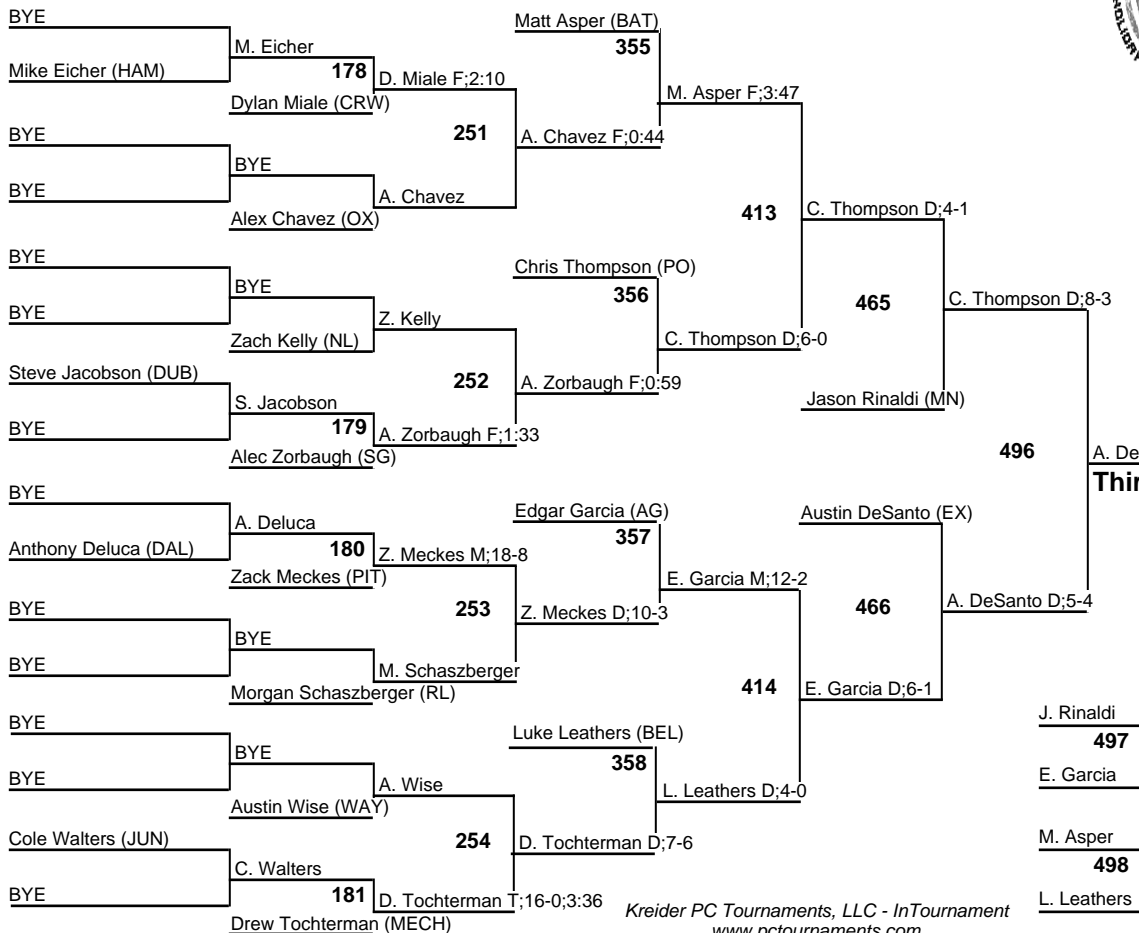 BYE
M. Eicher
Mike Eicher (HAM)
178
D. Miale F;2:10
Dylan Miale (CRW)
251
A. Chavez F;0:44
BYE
BYE
BYE
A. Chavez
Alex Chavez (OX)
Matt Asper (BAT)
355
M. Asper F;3:47
413
C. Thompson D;4-1
BYE
BYE
BYE
Z. Kelly
Zach Kelly (NL)
252
A. Zorbaugh F;0:59
Steve Jacobson (DUB)
S. Jacobson
BYE
179
A. Zorbaugh F;1:33
Alec Zorbaugh (SG)
Chris Thompson (PO)
356
C. Thompson D;6-0
465
C. Thompson D;8-3
Jason Rinaldi (MN)
496
A. De
Thir
BYE
A. Deluca
Anthony Deluca (DAL)
180
Z. Meckes M;18-8
Zack Meckes (PIT)
253
Z. Meckes D;10-3
BYE
BYE
BYE
M. Schaszberger
Morgan Schaszberger (RL)
Edgar Garcia (AG)
357
E. Garcia M;12-2
414
E. Garcia D;6-1
Austin DeSanto (EX)
466
A. DeSanto D;5-4
BYE
BYE
BYE
A. Wise
Austin Wise (WAY)
254
D. Tochterman D;7-6
Cole Walters (JUN)
C. Walters
BYE
181
D. Tochterman T;16-0;3:36
Drew Tochterman (MECH)
Luke Leathers (BEL)
358
L. Leathers D;4-0
J. Rinaldi
497
E. Garcia
M. Asper
498
L. Leathers
Kreider PC Tournaments, LLC - InTournament
www.pctournaments.com